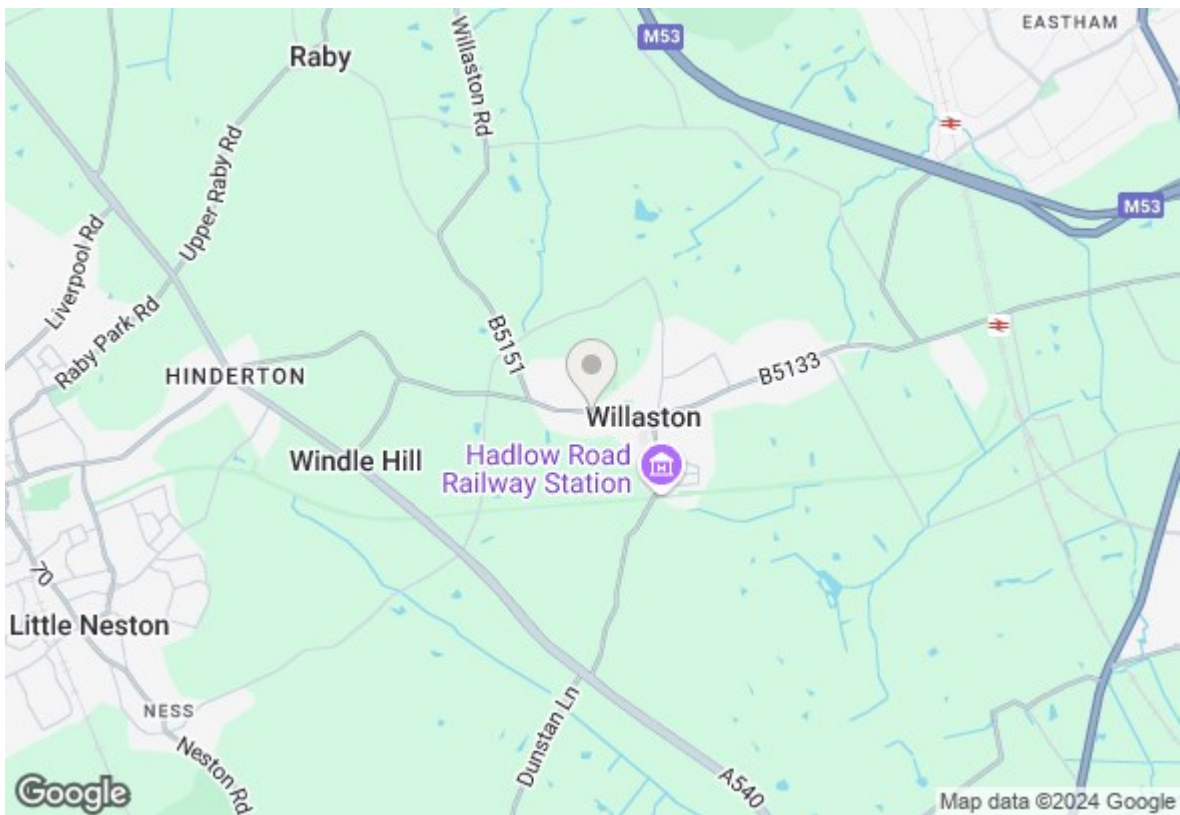 EASTHAM
M53
Raby
Willaston Rd
Upper Raby Rd
M53
Liverpool Rd
Raby Park Rd
B5151
HINDERTON
B5133
Willaston
Windle Hill
Hadlow Road
Railway Station
70
Little Neston
NESS
Neston Rd
Dunstan Ln
A540
Google
Map data ©2024 Google